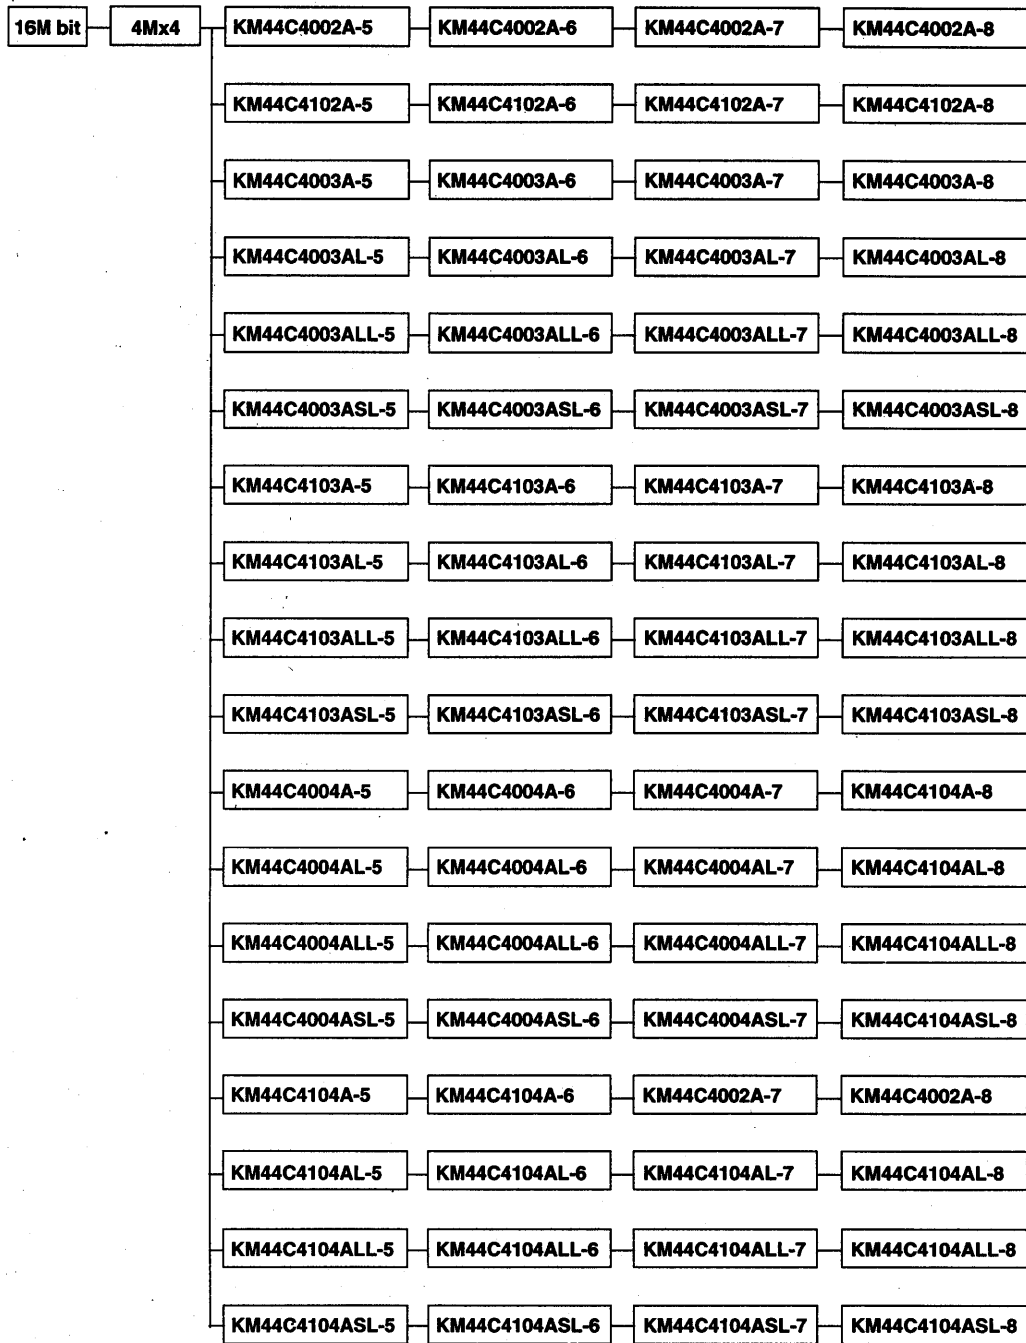 16M bit 4Mx4 KM44C4002A-5 KM44C4002A-6 KM44C4002A-7 KM44C4002A-8
KM44C4102A-5 KM44C4102A-6 KM44C4102A-7 KM44C4102A-8
KM44C4003A-5 KM44C4003A-6 KM44C4003A-7 KM44C4003A-8
KM44C4003AL-5 KM44C4003AL-6 KM44C4003AL-7 KM44C4003AL-8
KM44C4003ALL-5 KM44C4003ALL-6 KM44C4003ALL-7 KM44C4003ALL-8
KM44C4003ASL-5 KM44C4003ASL-6 KM44C4003ASL-7 KM44C4003ASL-8
KM44C4103A-5 KM44C4103A-6 KM44C4103A-7 KM44C4103A-8
KM44C4103AL-5 KM44C4103AL-6 KM44C4103AL-7 KM44C4103AL-8
KM44C4103ALL-5 KM44C4103ALL-6 KM44C4103ALL-7 KM44C4103ALL-8
KM44C4103ASL-5 KM44C4103ASL-6 KM44C4103ASL-7 KM44C4103ASL-8
KM44C4004A-5 KM44C4004A-6 KM44C4004A-7 KM44C4104A-8
KM44C4004AL-5 KM44C4004AL-6 KM44C4004AL-7 KM44C4104AL-8
KM44C4004ALL-5 KM44C4004ALL-6 KM44C4004ALL-7 KM44C4104ALL-8
KM44C4004ASL-5 KM44C4004ASL-6 KM44C4004ASL-7 KM44C4104ASL-8
KM44C4104A-5 KM44C4104A-6 KM44C4002A-7 KM44C4002A-8
KM44C4104AL-5 KM44C4104AL-6 KM44C4104AL-7 KM44C4104AL-8
KM44C4104ALL-5 KM44C4104ALL-6 KM44C4104ALL-7 KM44C4104ALL-8
KM44C4104ASL-5 KM44C4104ASL-6 KM44C4104ASL-7 KM44C4104ASL-8